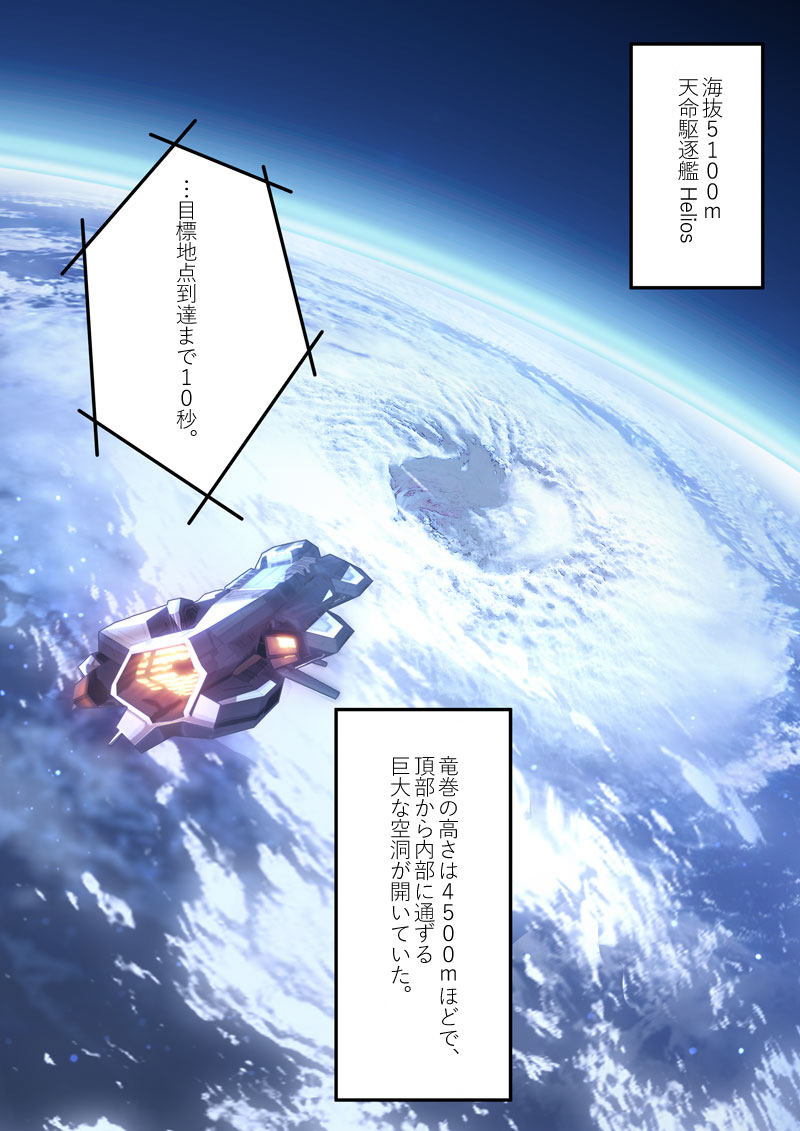 海抜5100m
天命駆逐艦 Helios
…目標地点到達まで10秒。
竜巻の高さは4500mほどで、
頂部から内部に通ずる
巨大な空洞が開いていた。